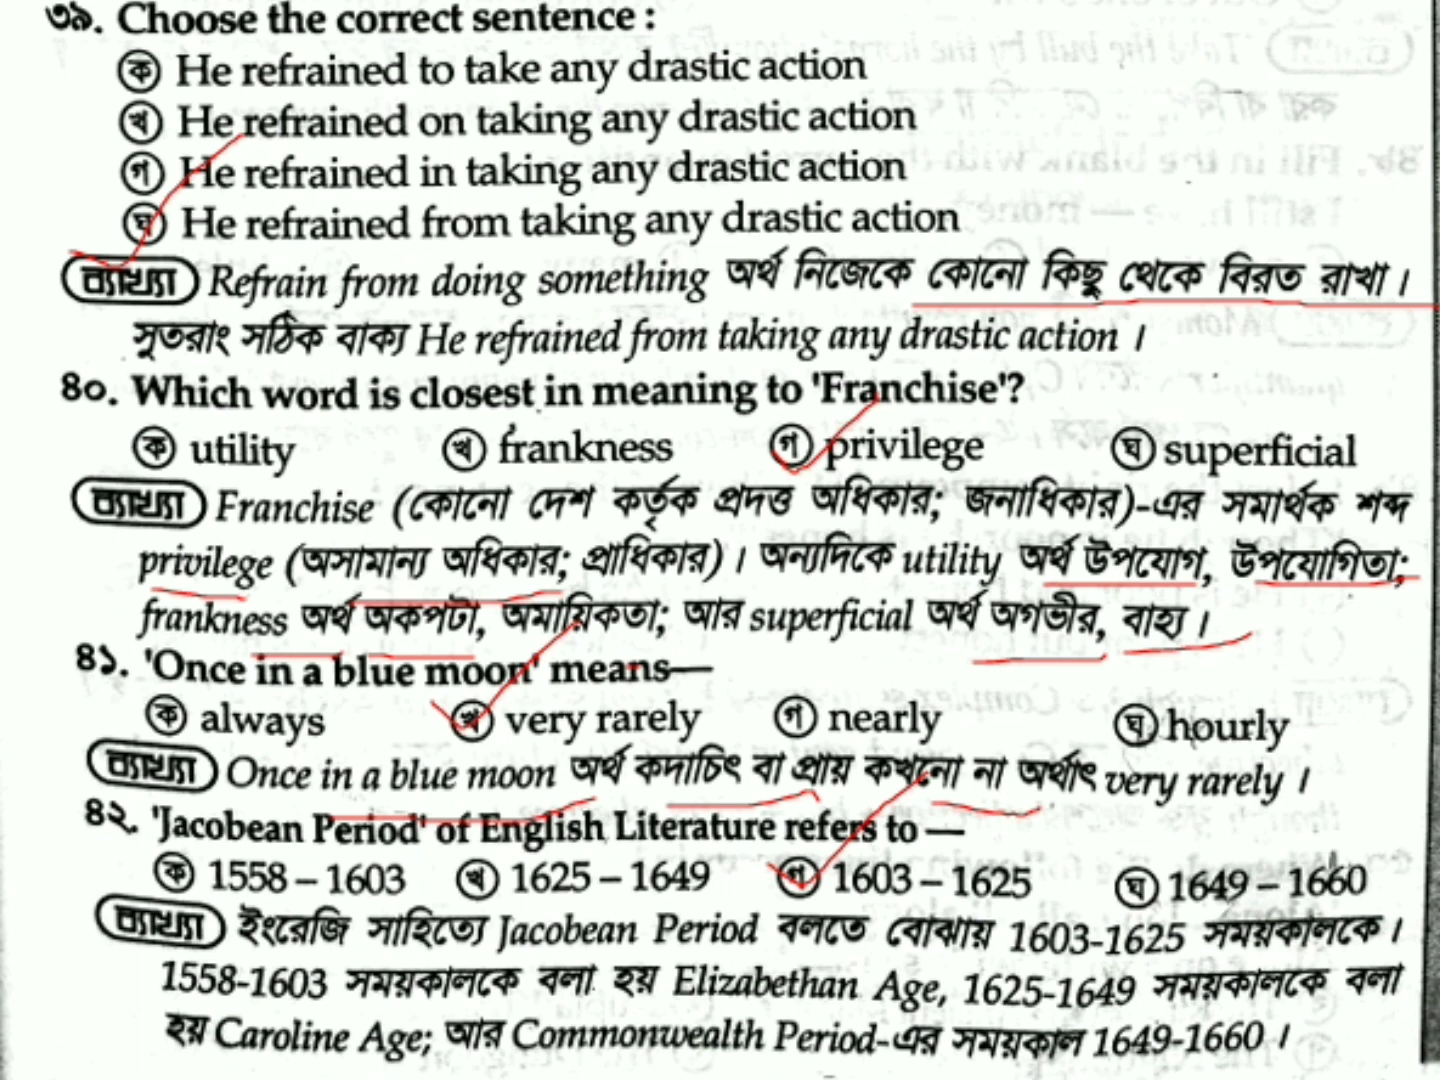 ৩৯. Choose the correct sentence :
ক He refrained to take any drastic action
খ He refrained on taking any drastic action
গ He refrained in taking any drastic action
ঘ He refrained from taking any drastic action
ব্যাখ্যা Refrain from doing something অর্থ নিজেকে কোনো কিছু থেকে বিরত রাখা।
সুতরাং সঠিক বাক্য He refrained from taking any drastic action ।
৪০. Which word is closest in meaning to 'Franchise'?
ক utility খ frankness গ privilege ঘ superficial
ব্যাখ্যা Franchise (কোনো দেশ কর্তৃক প্রদত্ত অধিকার; জনাধিকার)-এর সমার্থক শব্দ
privilege (অসামান্য অধিকার; প্রাধিকার)। অন্যদিকে utility অর্থ উপযোগ, উপযোগিতা;
frankness অর্থ অকপটা, অমায়িকতা; আর superficial অর্থ অগভীর, বাহ্য।
৪১. 'Once in a blue moon' means—
ক always খ very rarely গ nearly ঘ hourly
ব্যাখ্যা Once in a blue moon অর্থ কদাচিৎ বা প্রায় কখনো না অর্থাৎ very rarely ।
৪২. 'Jacobean Period' of English Literature refers to —
ক 1558 – 1603 খ 1625 – 1649 গ 1603 – 1625 ঘ 1649 – 1660
ব্যাখ্যা ইংরেজি সাহিত্যে Jacobean Period বলতে বোঝায় 1603-1625 সময়কালকে।
1558-1603 সময়কালকে বলা হয় Elizabethan Age, 1625-1649 সময়কালকে বলা
হয় Caroline Age; আর Commonwealth Period-এর সময়কাল 1649-1660 ।